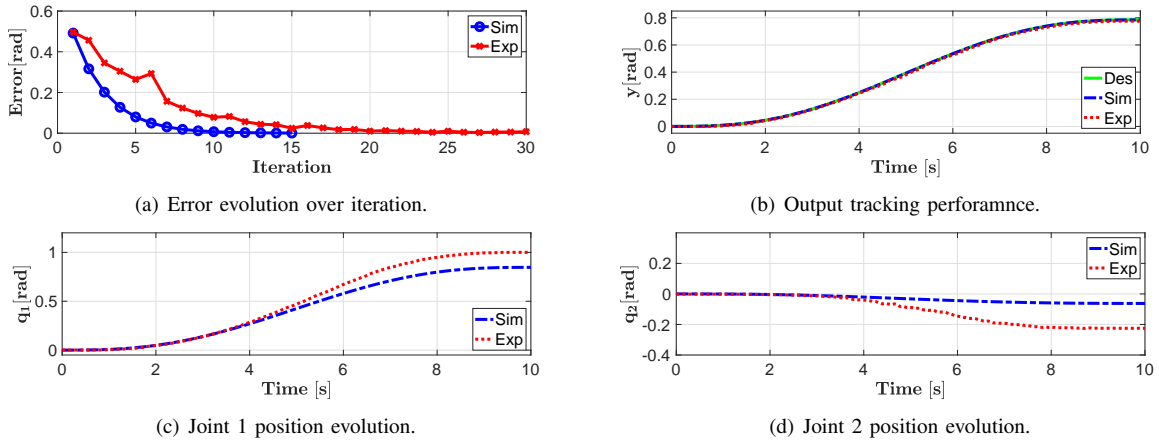 0.6
0.4
0.2
0
Error[rad]
Sim
Exp
0 5 10 15 20 25 30
Iteration
(a) Error evolution over iteration.
0.8
0.6
0.4
0.2
0
y[rad]
Des
Sim
Exp
0 2 4 6 8 10
Time [s]
(b) Output tracking perforamnce.
1
0.5
0
q1[rad]
Sim
Exp
0 2 4 6 8 10
Time [s]
(c) Joint 1 position evolution.
0.2
0
-0.2
-0.4
q2[rad]
Sim
Exp
0 2 4 6 8 10
Time [s]
(d) Joint 2 position evolution.